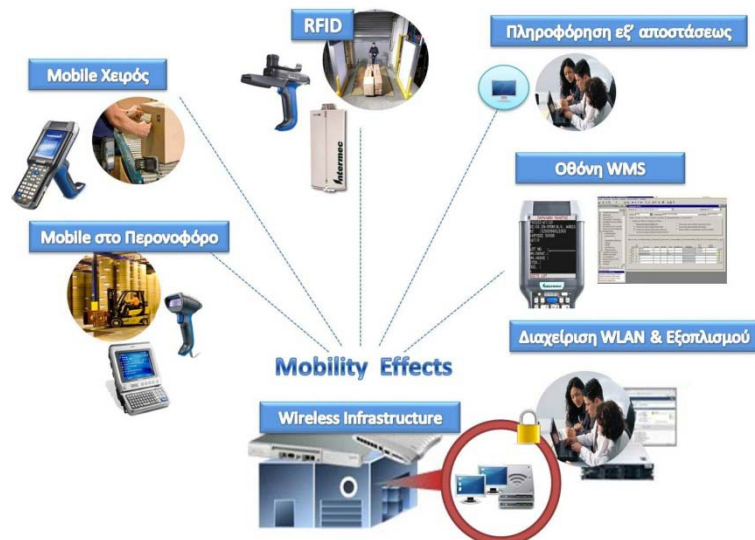 RFID
Πληροφόρηση εξ' αποστάσεως
Mobile Χειρός
Intermec
Οθόνη WMS
Mobile στο Περονοφόρο
Intermec
Διαχείριση WLAN & Εξοπλισμού
Mobility Effects
Wireless Infrastructure